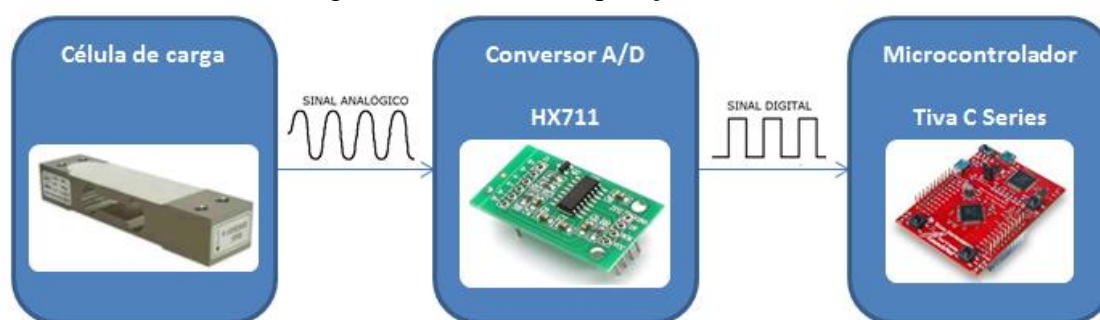 Célula de carga
SINAL ANALÓGICO
Conversor A/D
HX711
SINAL DIGITAL
Microcontrolador
Tiva C Series